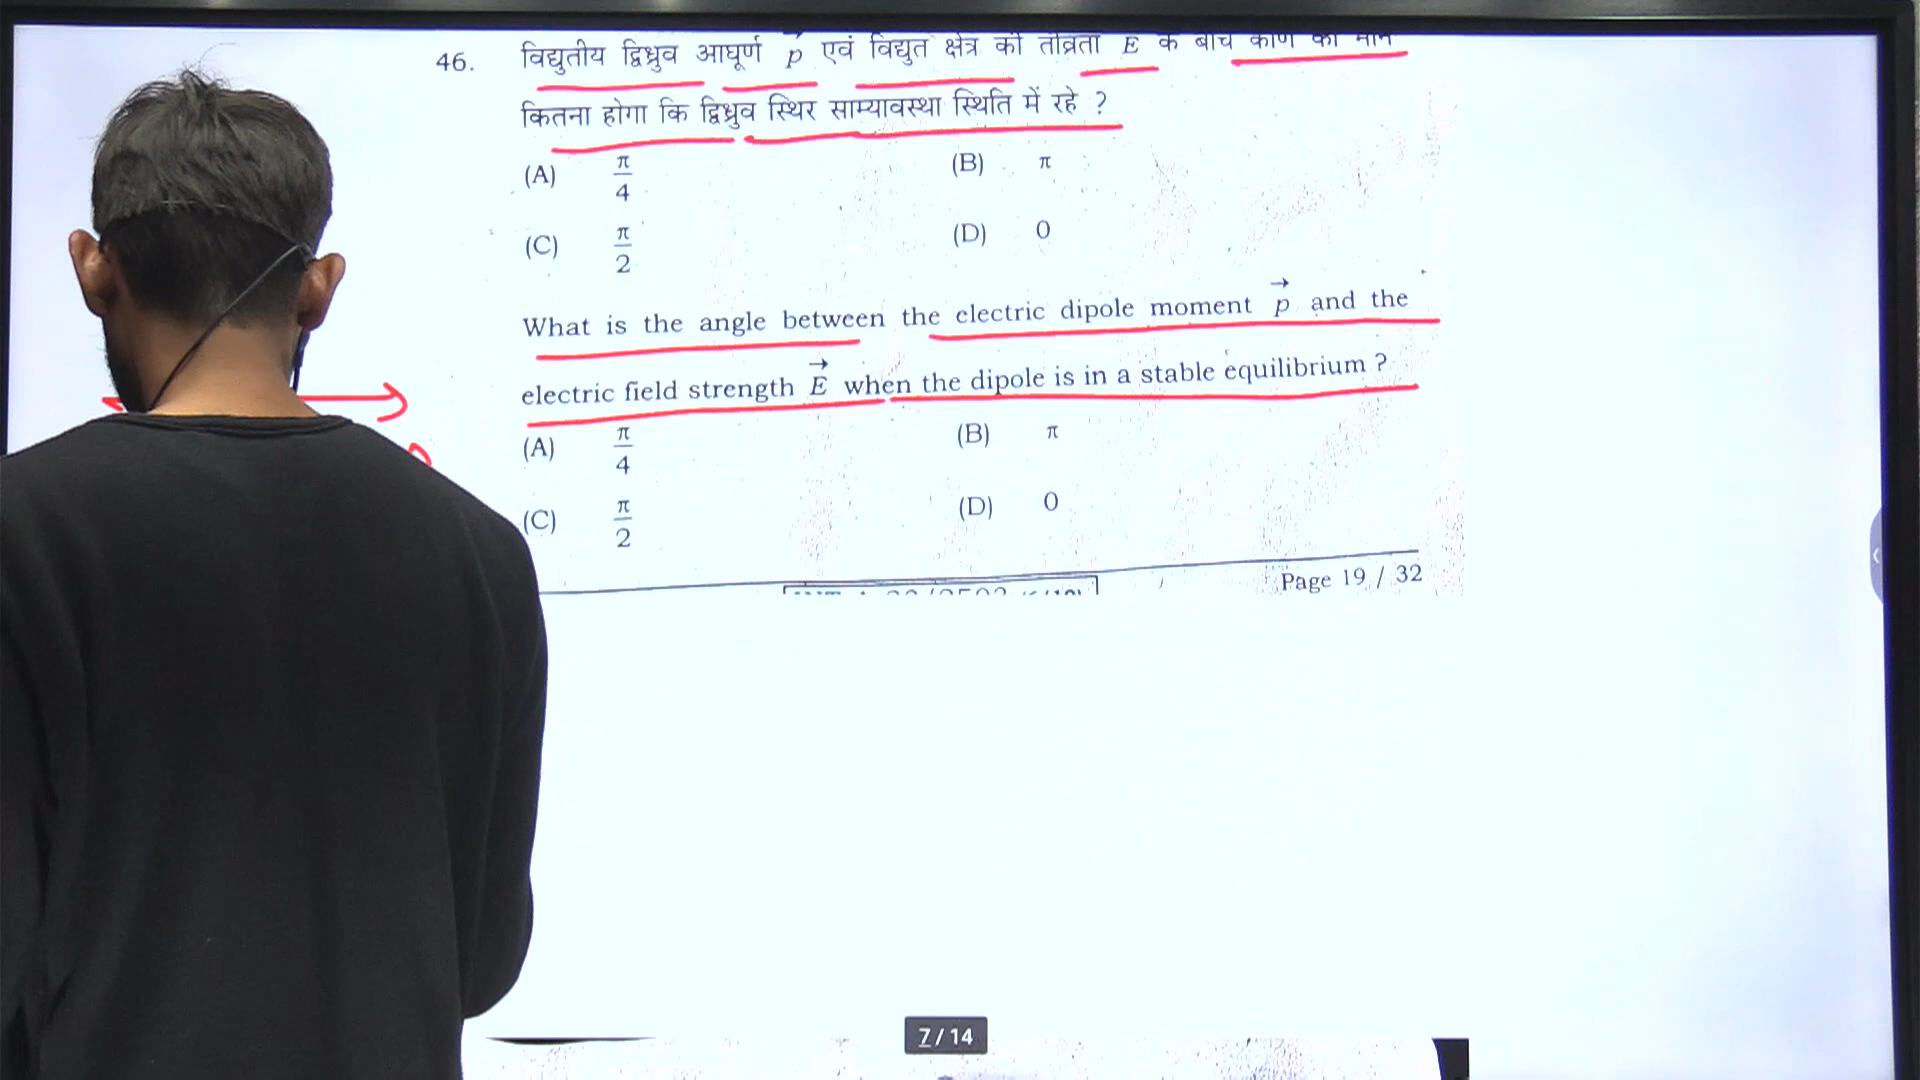 46. विद्युतीय द्विध्रुव आघूर्ण p एवं विद्युत क्षेत्र की तीव्रता E के बीच कोण का मान
कितना होगा कि द्विध्रुव स्थिर साम्यावस्था स्थिति में रहे ?
(A) π/4 (B) π
(C) π/2 (D) 0
What is the angle between the electric dipole moment p⃗ and the
electric field strength E⃗ when the dipole is in a stable equilibrium ?
(A) π/4 (B) π
(C) π/2 (D) 0
Page 19 / 32
7 / 14